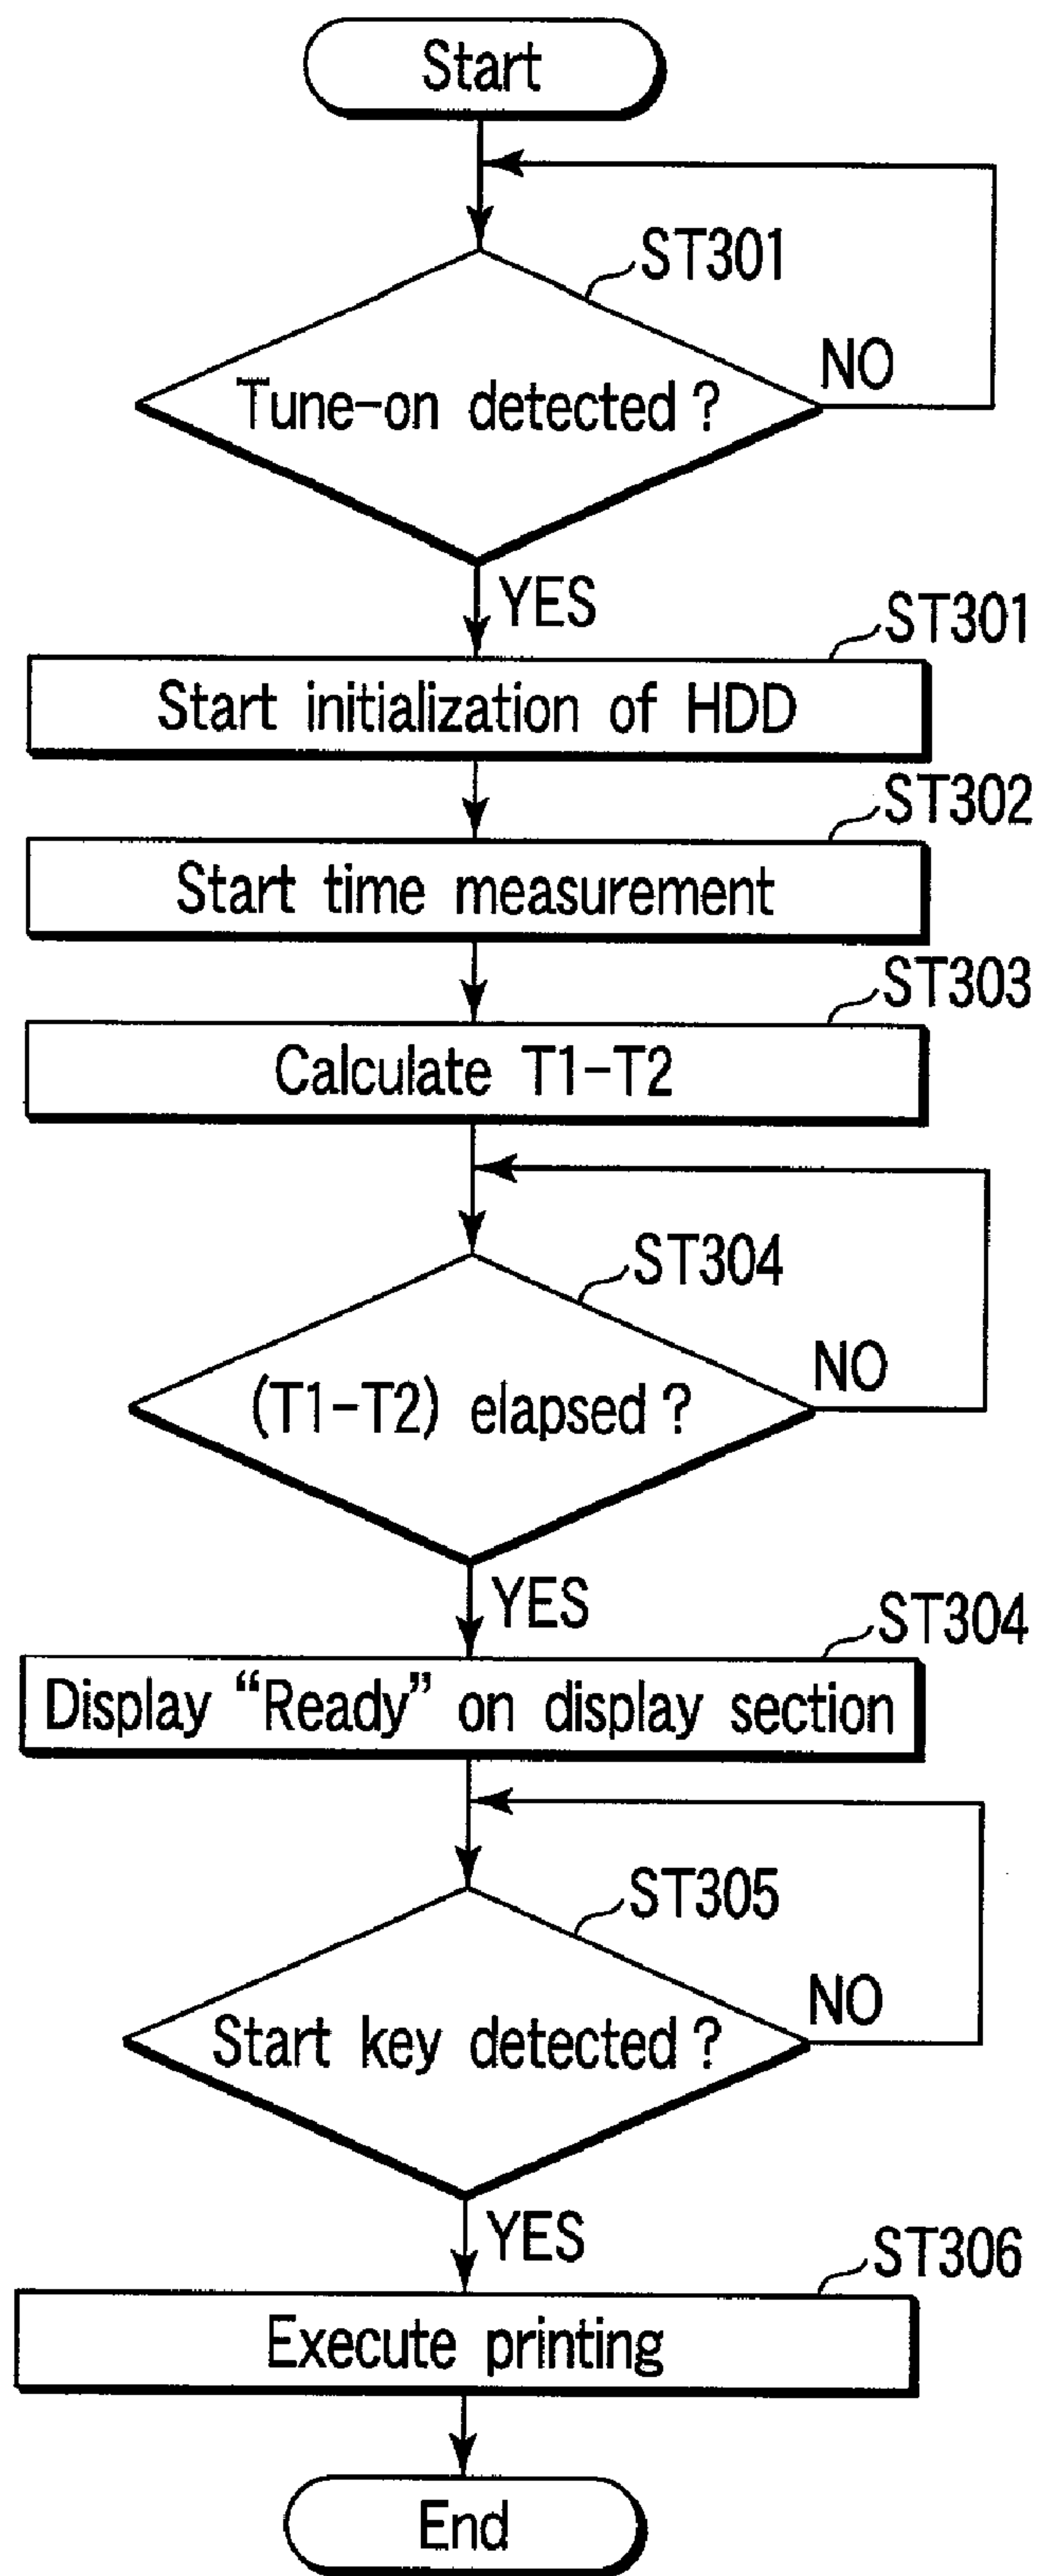 Start
ST301
Tune-on detected ?
NO
YES
ST301
Start initialization of HDD
ST302
Start time measurement
ST303
Calculate T1-T2
ST304
(T1-T2) elapsed ?
NO
YES
ST304
Display “Ready” on display section
ST305
Start key detected ?
NO
YES
ST306
Execute printing
End